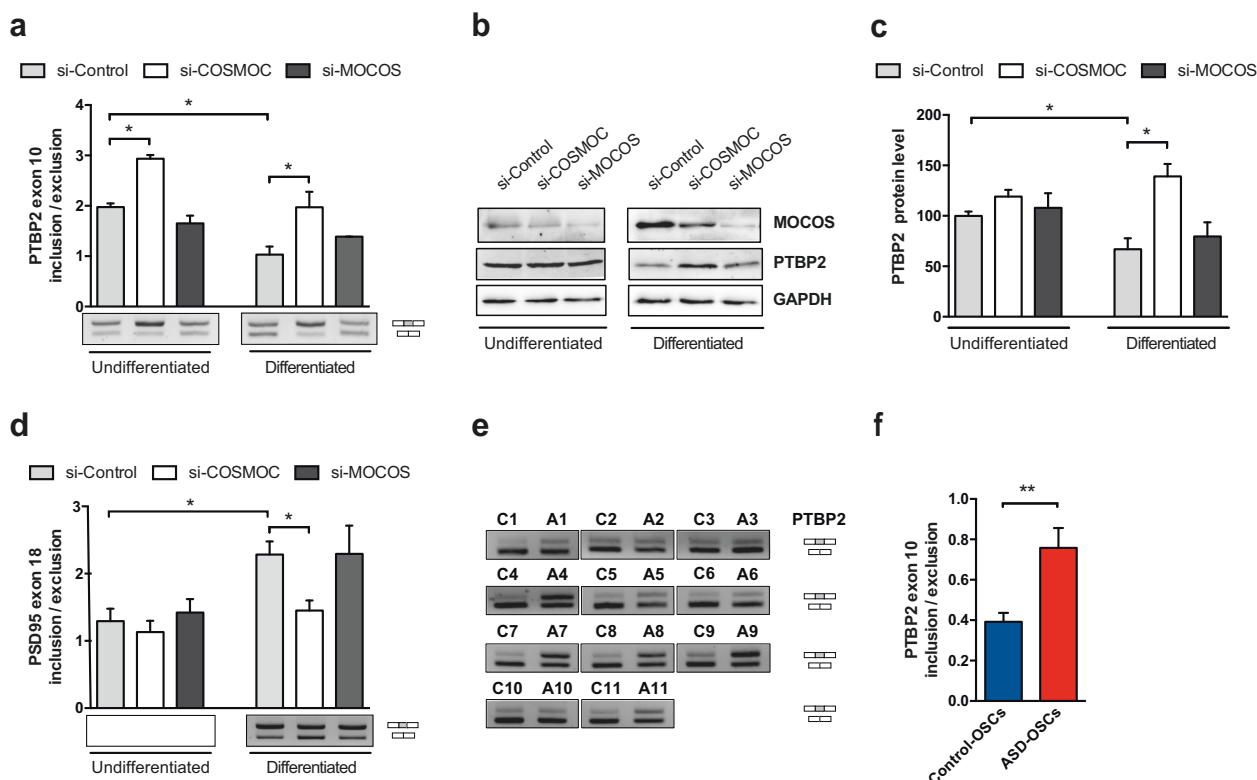 a
si-Control si-COSMOC si-MOCOS
PTBP2 exon 10
inclusion / exclusion
4
3
2
1
0
*
*
*
Undifferentiated Differentiated
b
si-Control si-COSMOC si-MOCOS si-Control si-COSMOC si-MOCOS
MOCOS
PTBP2
GAPDH
Undifferentiated Differentiated
c
si-Control si-COSMOC si-MOCOS
PTBP2 protein level
200
150
100
50
0
*
*
Undifferentiated Differentiated
d
si-Control si-COSMOC si-MOCOS
PSD95 exon 18
inclusion / exclusion
3
2
1
0
*
*
Undifferentiated Differentiated
e
C1 A1 C2 A2 C3 A3 PTBP2
C4 A4 C5 A5 C6 A6
C7 A7 C8 A8 C9 A9
C10 A10 C11 A11
f
PTBP2 exon 10
inclusion / exclusion
1.0
0.8
0.6
0.4
0.2
0.0
**
Control-OSCs
ASD-OSCs